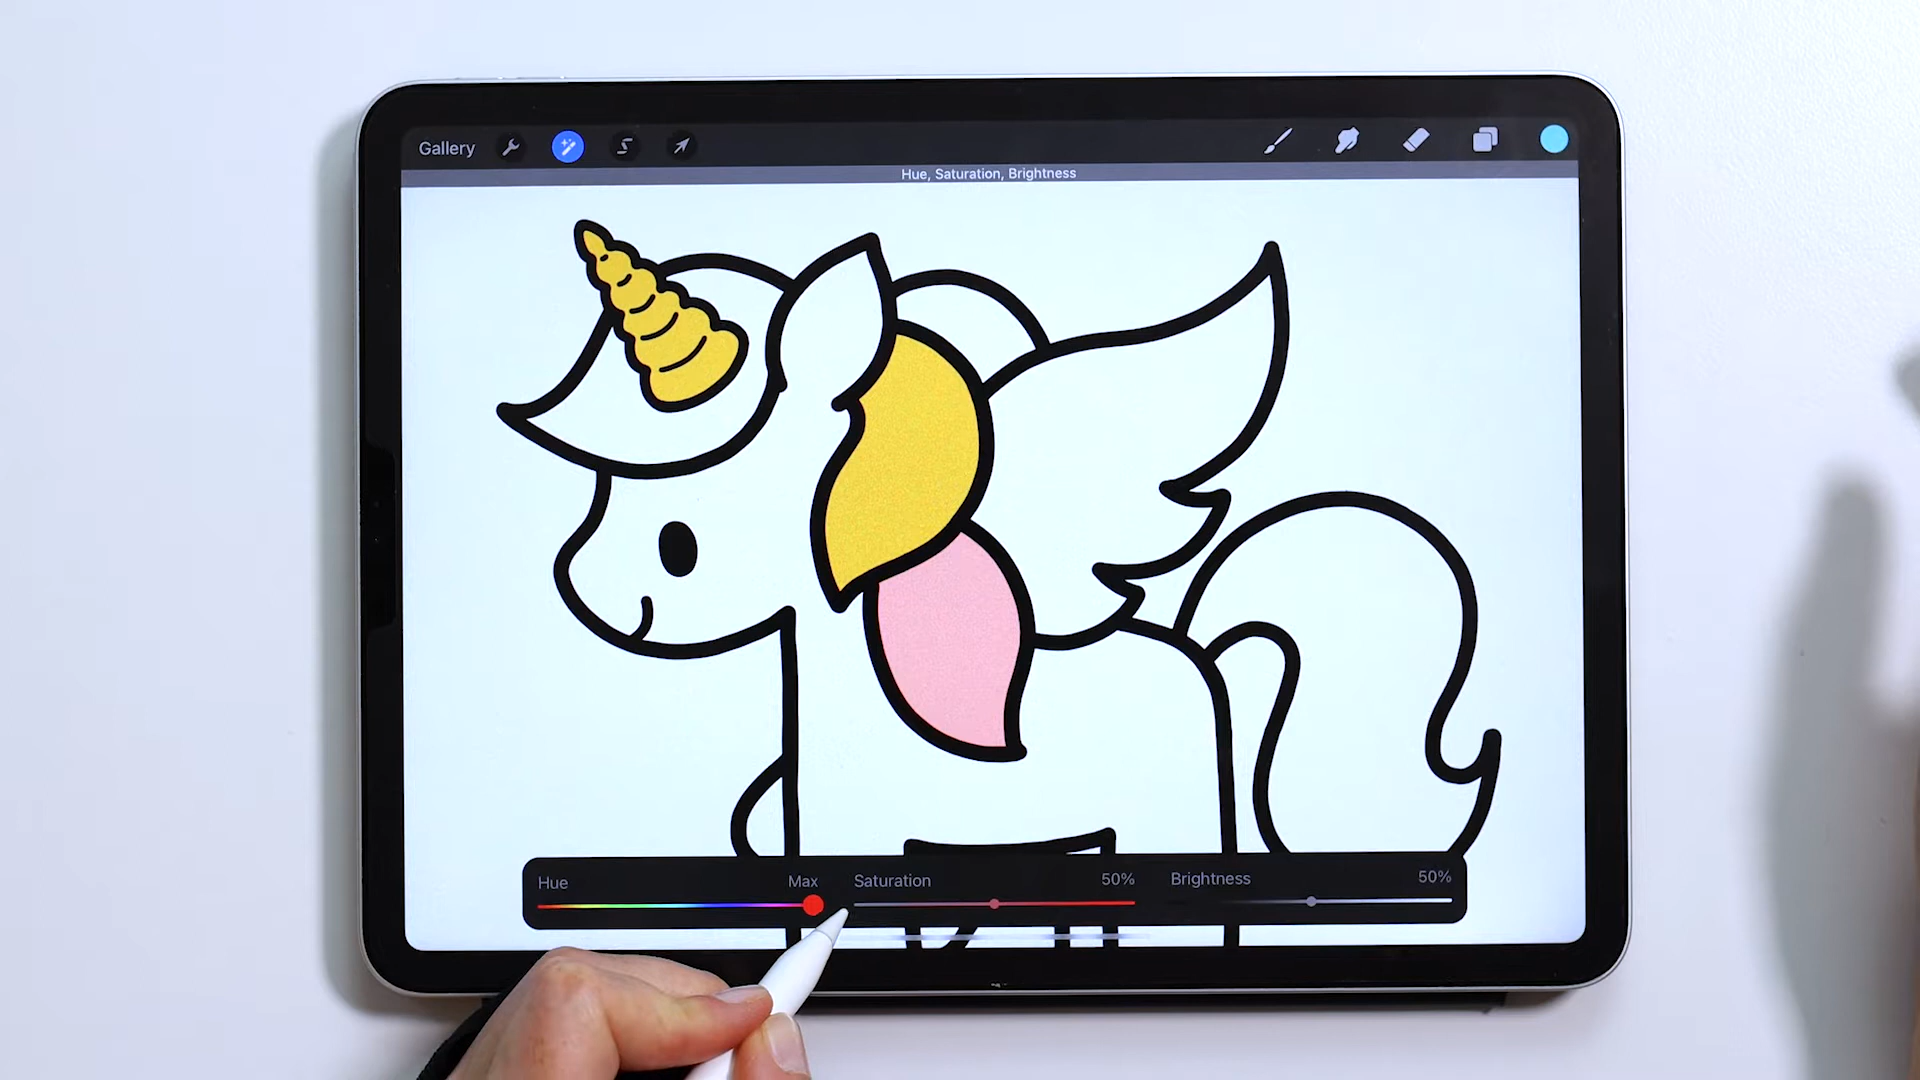 Gallery
Hue, Saturation, Brightness
Hue Max Saturation 50% Brightness 50%